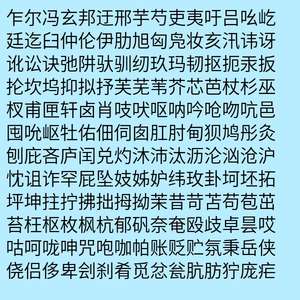 乍尔冯玄邦迓邢芋芍吏夷吁吕吆屹
廷迄臼仲伦伊肋旭匈凫妆亥汛讳讶
讹讼诀弛阱驮驯纫玖玛韧抠扼汞扳
抡坎坞抑拟抒芙芜苇芥芯芭杖杉巫
杈甫匣轩卤肖吱吠呕呐吟呛吻吭邑
囤吮岖牡佑佃伺囱肛肘甸狈鸠彤灸
刨庇吝庐闰兑灼沐沛汰沥沦汹沧沪
忱诅诈罕屁坠妓姊妒纬玫卦坷坯拓
坪坤拄拧拂拙拇拗茉昔苛苫苟苞茁
苔枉枢枚枫杭郁矾奈奄殴歧卓昙哎
咕呵咙呻咒咆咖帕账贬贮氛秉岳侠
侥侣侈卑刽刹肴觅忿瓮肮肪狞庞疟